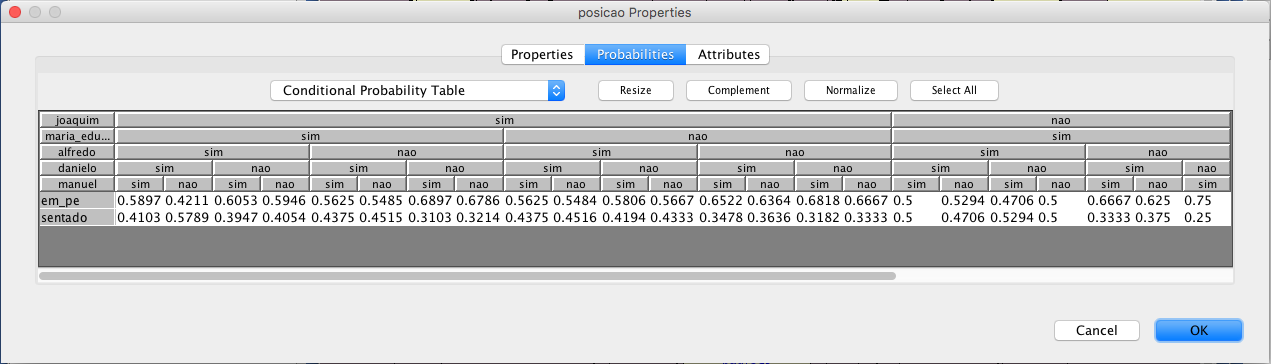 posicao Properties
Properties Probabilities Attributes
Conditional Probability Table Resize Complement Normalize Select All
joaquim sim nao
maria_edu... sim nao sim
alfredo sim nao sim nao sim nao
danielo sim nao sim nao sim nao sim nao sim nao sim nao
manuel sim nao sim nao sim nao sim nao sim nao sim nao sim nao sim nao sim nao sim nao sim nao sim
em_pe 0.5897 0.4211 0.6053 0.5946 0.5625 0.5485 0.6897 0.6786 0.5625 0.5484 0.5806 0.5667 0.6522 0.6364 0.6818 0.6667 0.5 0.5294 0.4706 0.5 0.6667 0.625 0.75
sentado 0.4103 0.5789 0.3947 0.4054 0.4375 0.4515 0.3103 0.3214 0.4375 0.4516 0.4194 0.4333 0.3478 0.3636 0.3182 0.3333 0.5 0.4706 0.5294 0.5 0.3333 0.375 0.25
Cancel OK